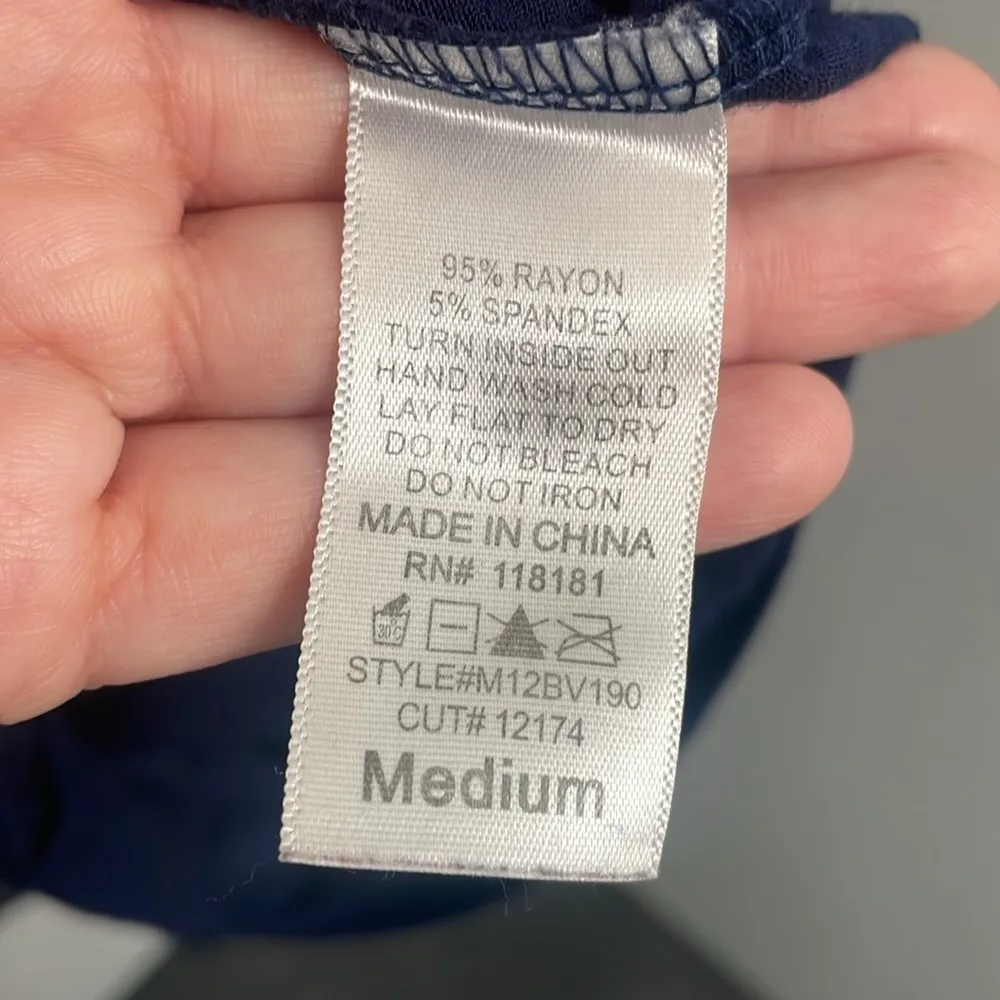 95% RAYON
5% SPANDEX
TURN INSIDE OUT
HAND WASH COLD
LAY FLAT TO DRY
DO NOT BLEACH
DO NOT IRON
MADE IN CHINA
RN# 118181
30°C
STYLE#M12BV190
CUT# 12174
Medium